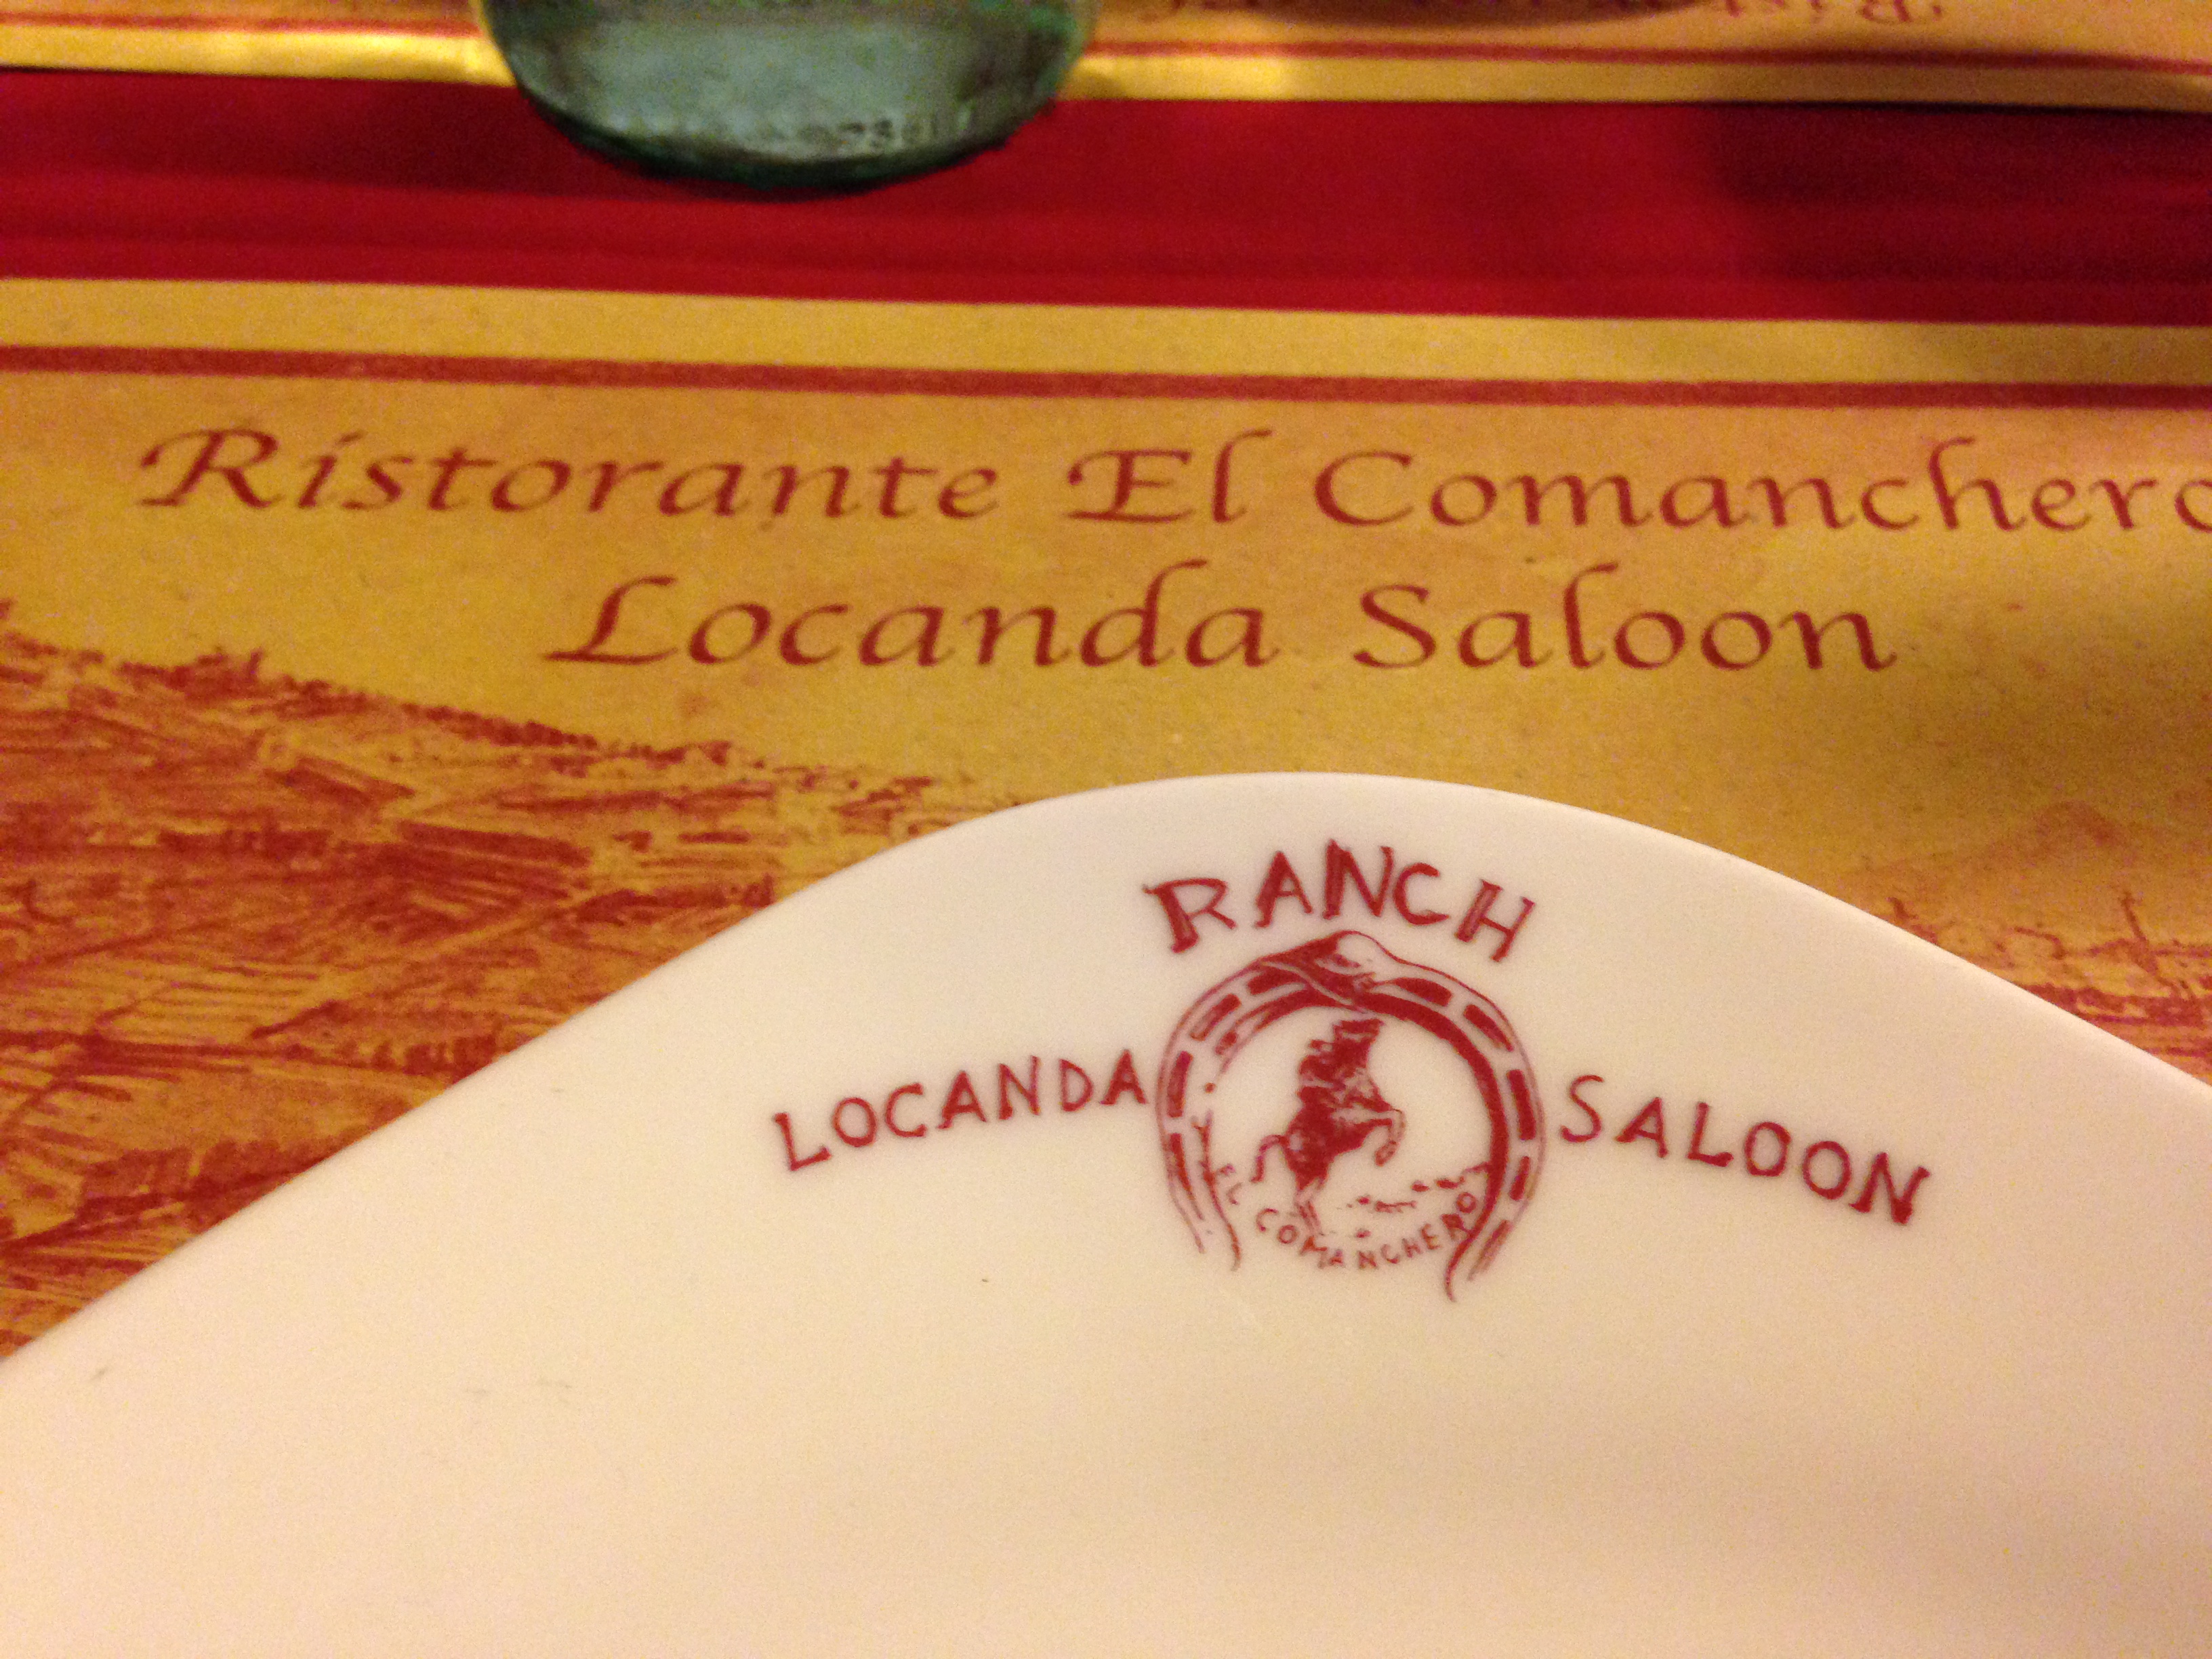 Ristorante El Comanchero
Locanda Saloon
RANCH
LOCANDA SALOON
EL COMANCHERO